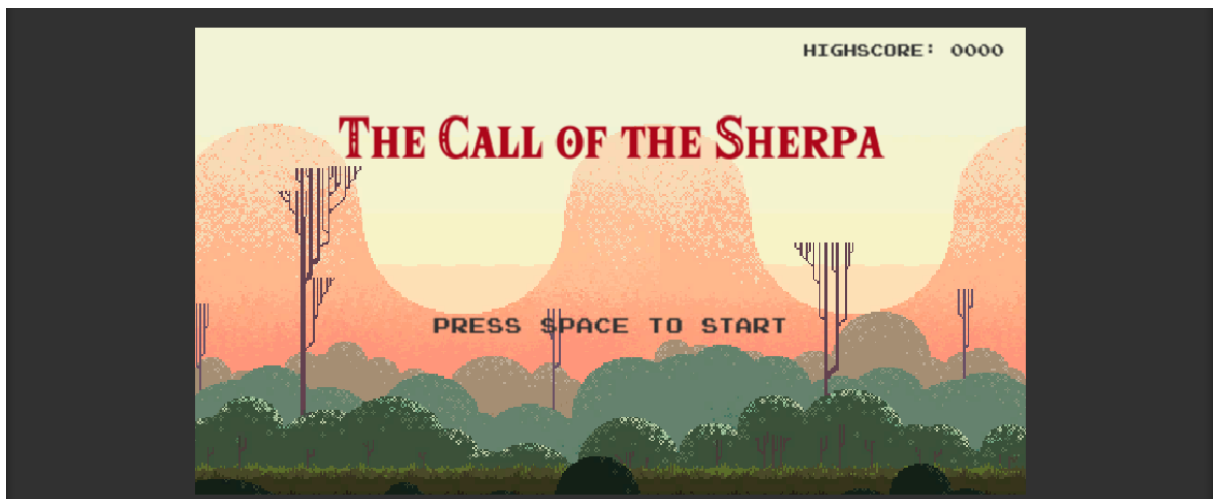 HIGHSCORE: 0000
THE CALL OF THE SHERPA
PRESS SPACE TO START